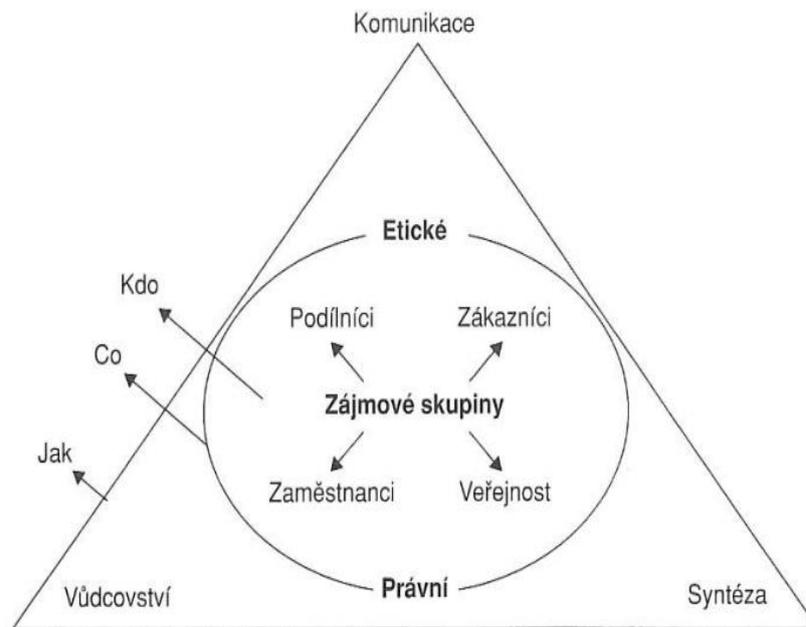 Komunikace
Etické
Kdo
Podílníci
Zákazníci
Co
Zájmové skupiny
Jak
Zaměstnanci
Veřejnost
Právní
Vůdcovství
Syntéza